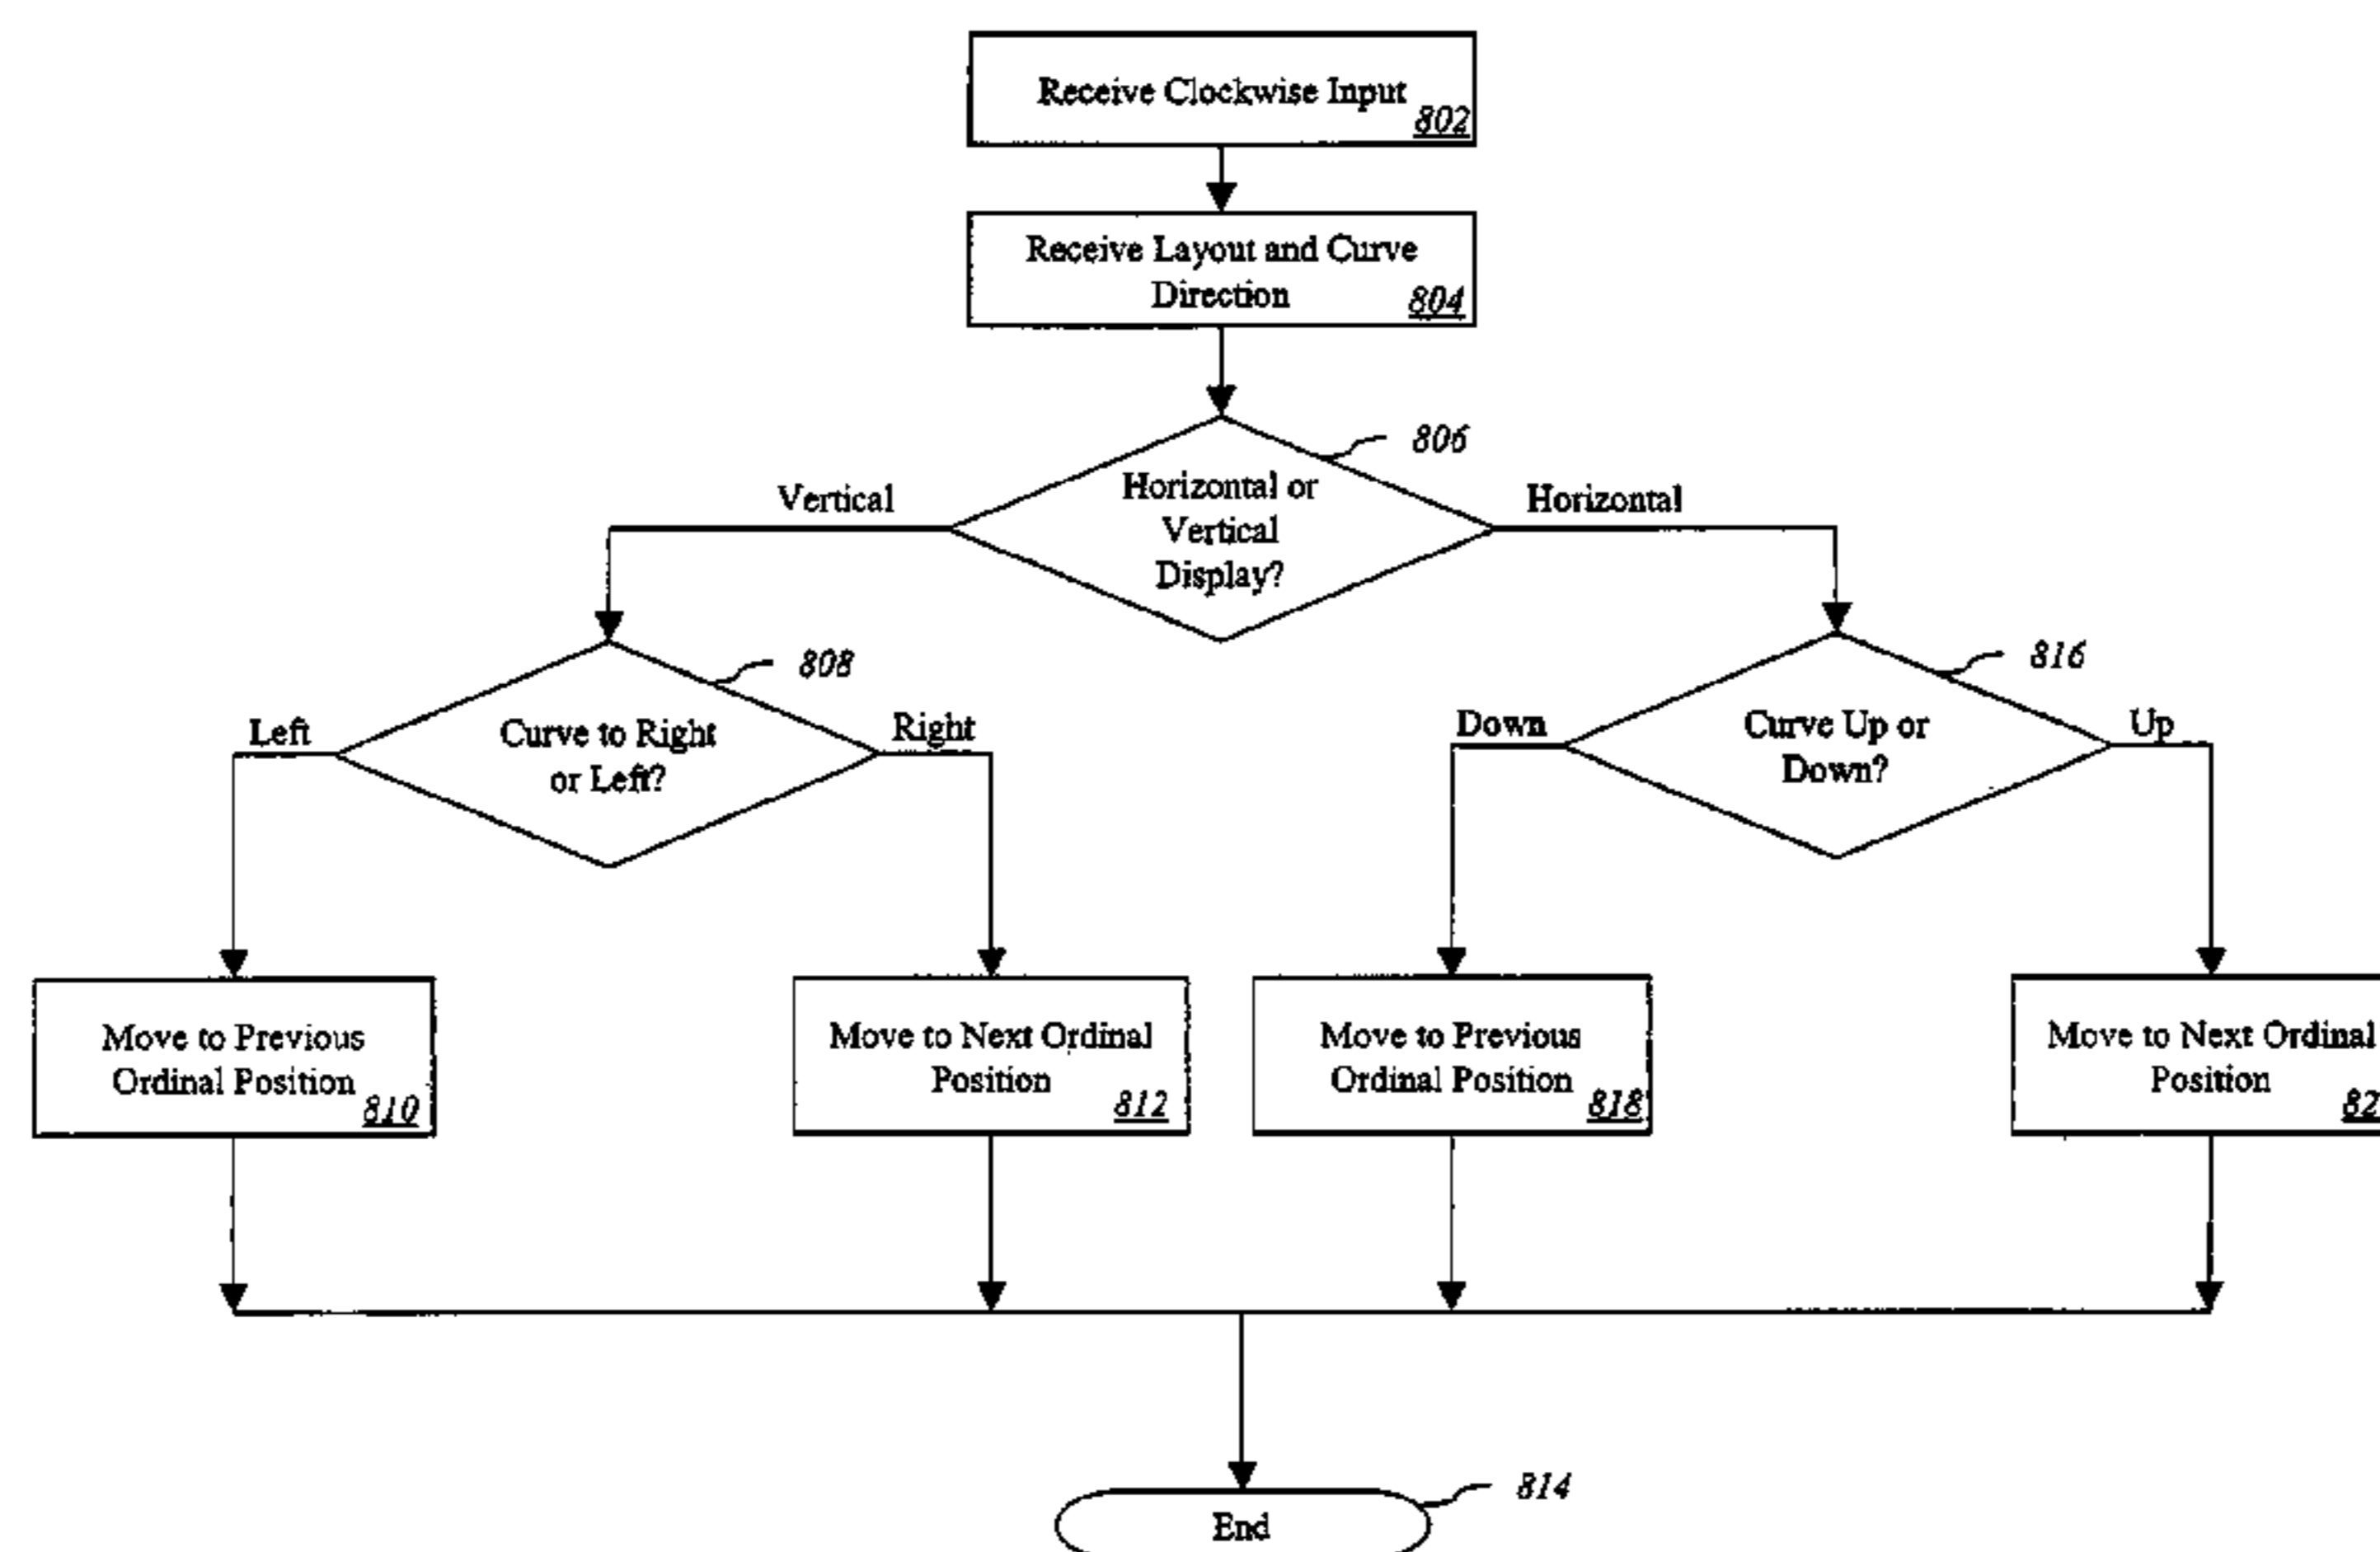 Receive Clockwise Input
802
Receive Layout and Curve
Direction
804
806
Horizontal or
Vertical
Display?
Vertical
Horizontal
808
Curve to Right
or Left?
Left
Right
816
Curve Up or
Down?
Down
Up
Move to Previous
Ordinal Position
810
Move to Next Ordinal
Position
812
Move to Previous
Ordinal Position
818
Move to Next Ordinal
Position
814
End